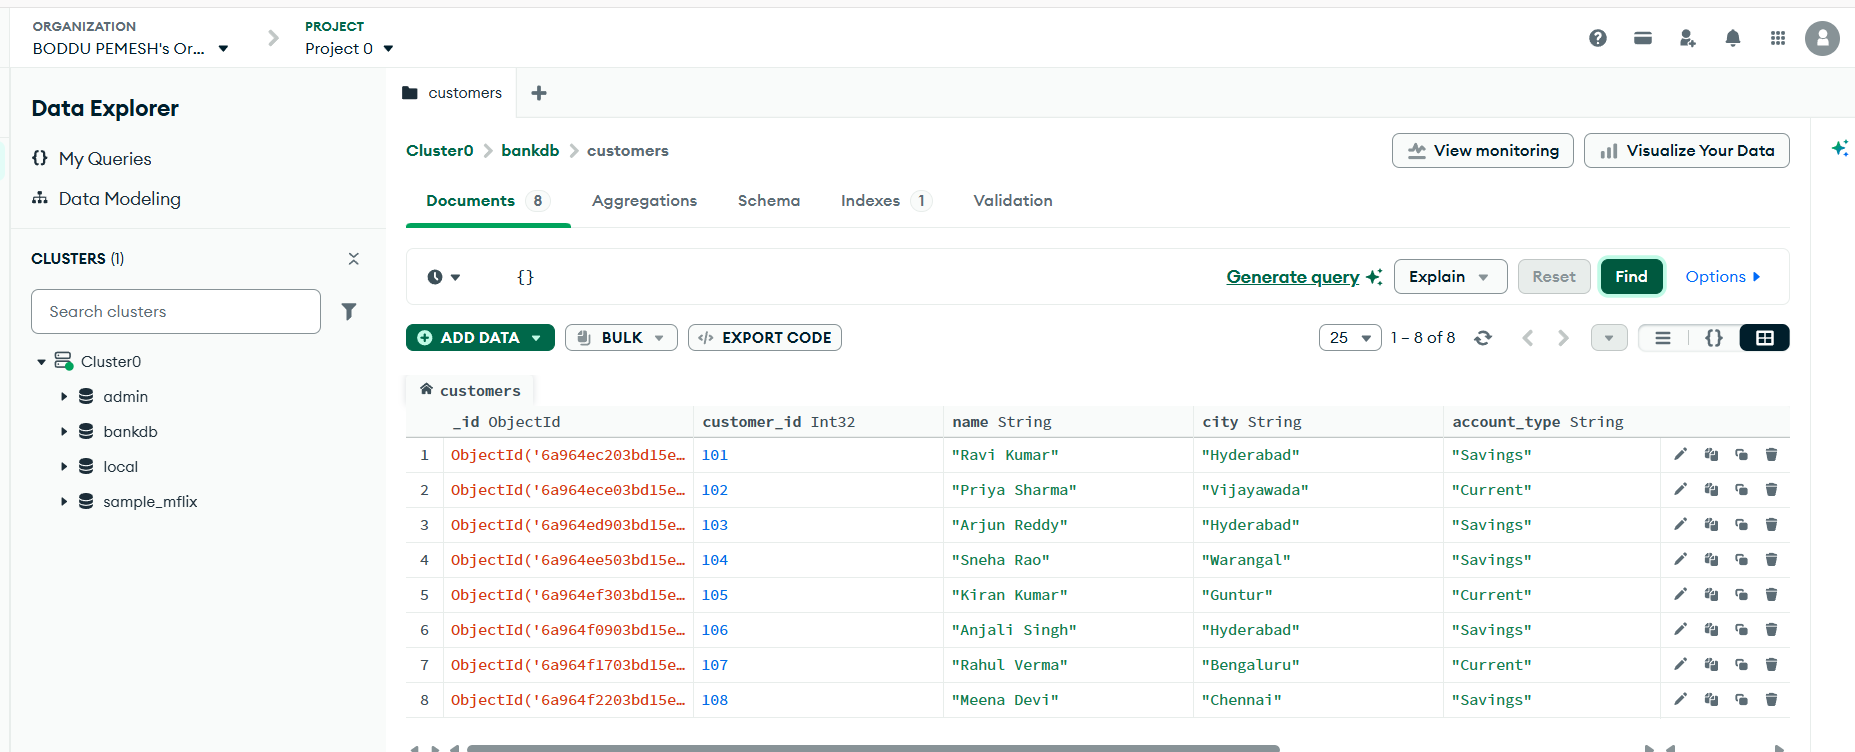 ORGANIZATION
BODDU PEMESH's Or...
PROJECT
Project 0
Data Explorer
My Queries
Data Modeling
CLUSTERS (1)
Search clusters
Cluster0
admin
bankdb
local
sample_mflix
customers
Cluster0 > bankdb > customers
View monitoring
Visualize Your Data
Documents 8 Aggregations Schema Indexes 1 Validation
{} Generate query Explain Reset Find Options
ADD DATA BULK EXPORT CODE 25 1 – 8 of 8 {}
customers
_id ObjectId customer_id Int32 name String city String account_type String
1 ObjectId('6a964ec203bd15e… 101 "Ravi Kumar" "Hyderabad" "Savings"
2 ObjectId('6a964ece03bd15e… 102 "Priya Sharma" "Vijayawada" "Current"
3 ObjectId('6a964ed903bd15e… 103 "Arjun Reddy" "Hyderabad" "Savings"
4 ObjectId('6a964ee503bd15e… 104 "Sneha Rao" "Warangal" "Savings"
5 ObjectId('6a964ef303bd15e… 105 "Kiran Kumar" "Guntur" "Current"
6 ObjectId('6a964f0903bd15e… 106 "Anjali Singh" "Hyderabad" "Savings"
7 ObjectId('6a964f1703bd15e… 107 "Rahul Verma" "Bengaluru" "Current"
8 ObjectId('6a964f2203bd15e… 108 "Meena Devi" "Chennai" "Savings"